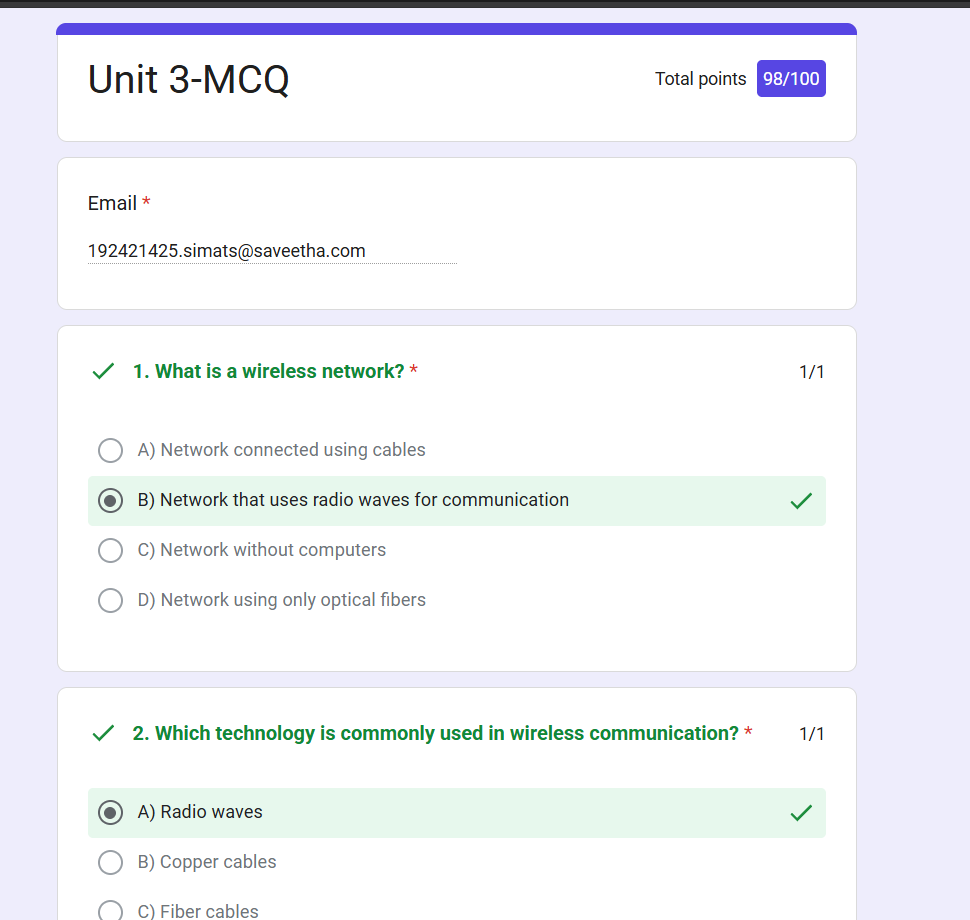 Unit 3-MCQ
Total points 98/100
Email *
192421425.simats@saveetha.com
1. What is a wireless network? * 1/1
A) Network connected using cables
B) Network that uses radio waves for communication
C) Network without computers
D) Network using only optical fibers
2. Which technology is commonly used in wireless communication? * 1/1
A) Radio waves
B) Copper cables
C) Fiber cables